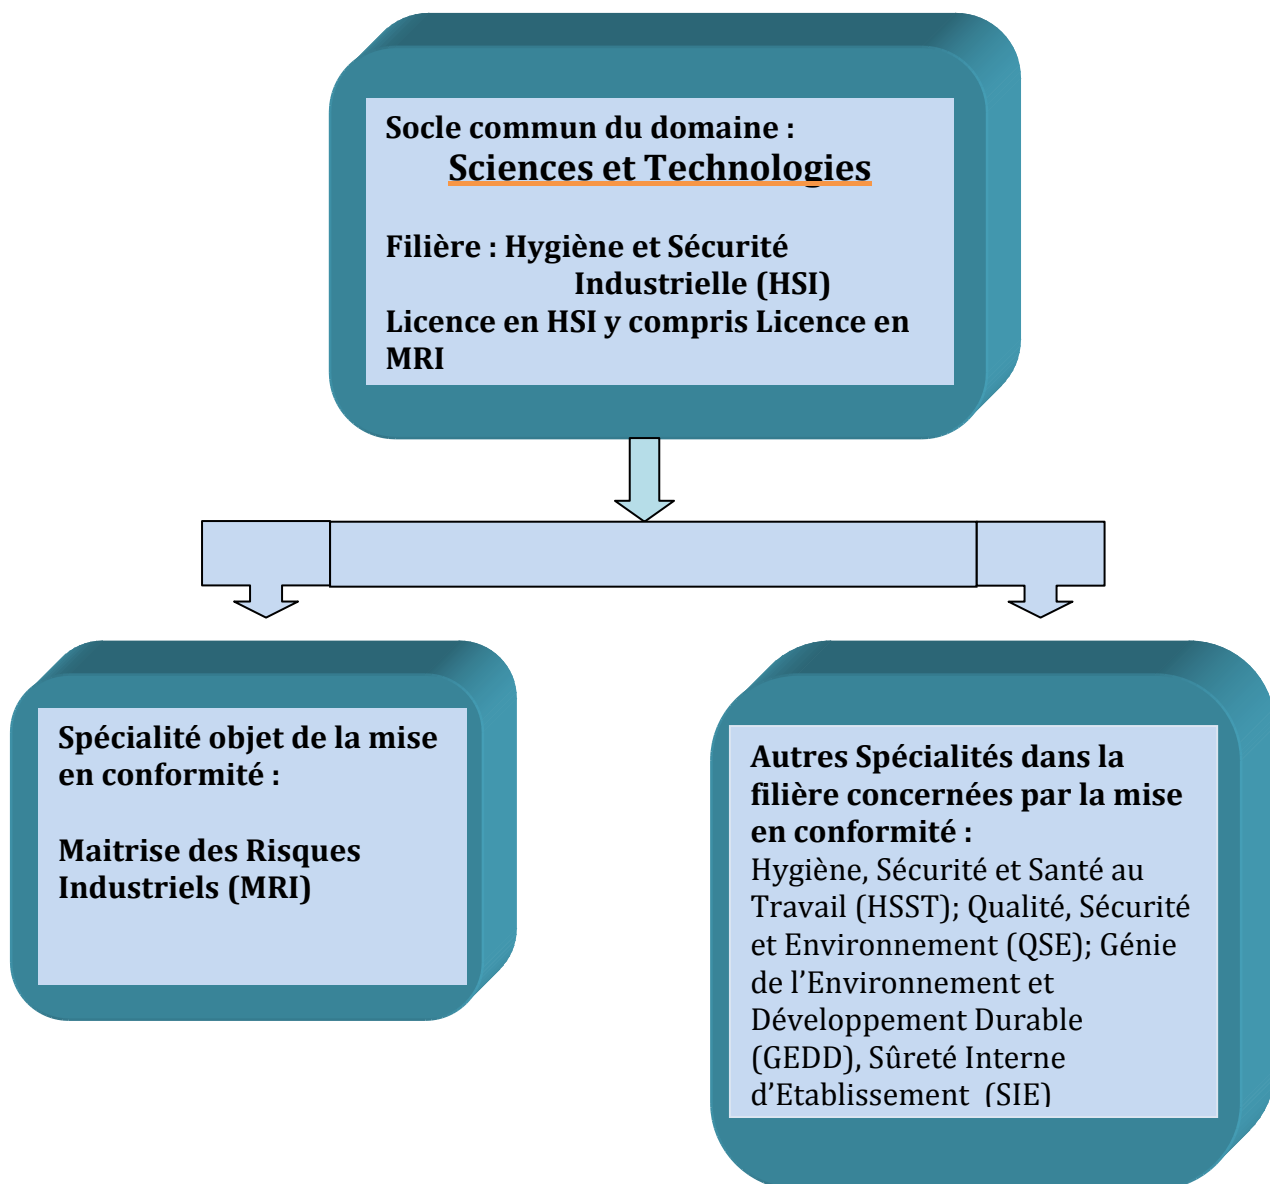 Socle commun du domaine :
Sciences et Technologies
Filière : Hygiène et Sécurité
Industrielle (HSI)
Licence en HSI y compris Licence en
MRI
Spécialité objet de la mise
en conformité :
Maitrise des Risques
Industriels (MRI)
Autres Spécialités dans la
filière concernées par la mise
en conformité :
Hygiène, Sécurité et Santé au
Travail (HSST); Qualité, Sécurité
et Environnement (QSE); Génie
de l’Environnement et
Développement Durable
(GEDD), Sûreté Interne
d’Etablissement (SIE)